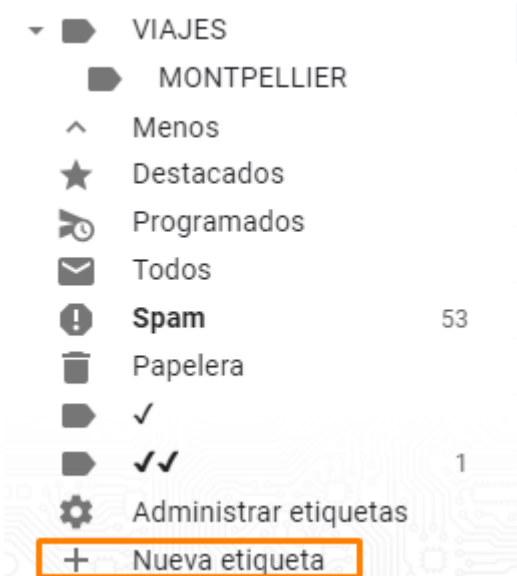 VIAJES
MONTPELLIER
Menos
Destacados
Programados
Todos
Spam 53
Papelera
✓
✓✓ 1
Administrar etiquetas
Nueva etiqueta